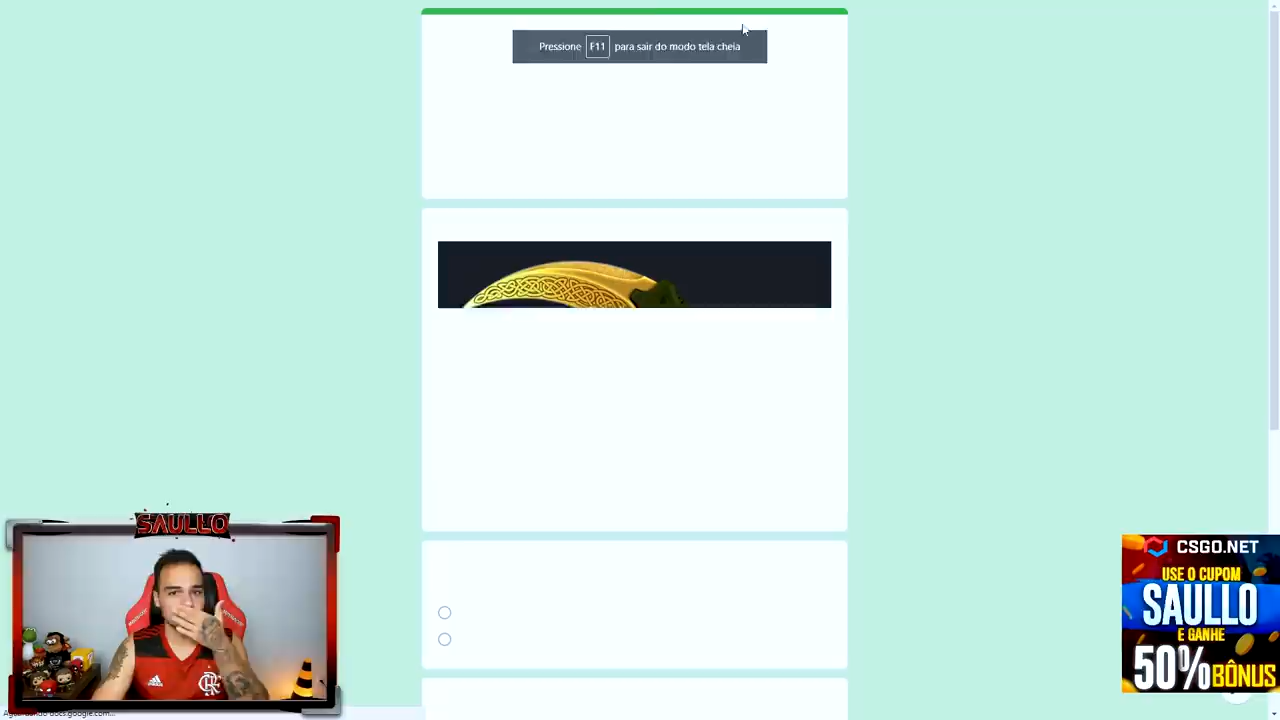 Pressione F11 para sair do modo tela cheia
SAULLO
CSGO.NET
USE O CUPOM
SAULLO
E GANHE
50% BÔNUS